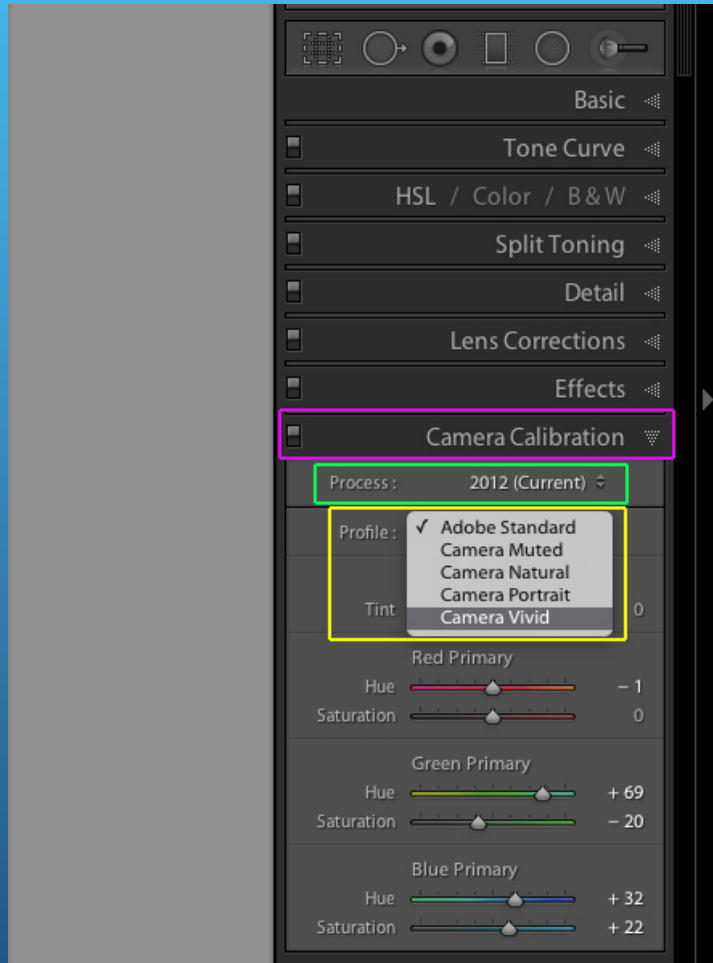 Basic
Tone Curve
HSL / Color / B&W
Split Toning
Detail
Lens Corrections
Effects
Camera Calibration
Process : 2012 (Current)
Profile : ✓ Adobe Standard
Camera Muted
Camera Natural
Camera Portrait
Tint Camera Vivid 0
Red Primary
Hue − 1
Saturation 0
Green Primary
Hue + 69
Saturation − 20
Blue Primary
Hue + 32
Saturation + 22